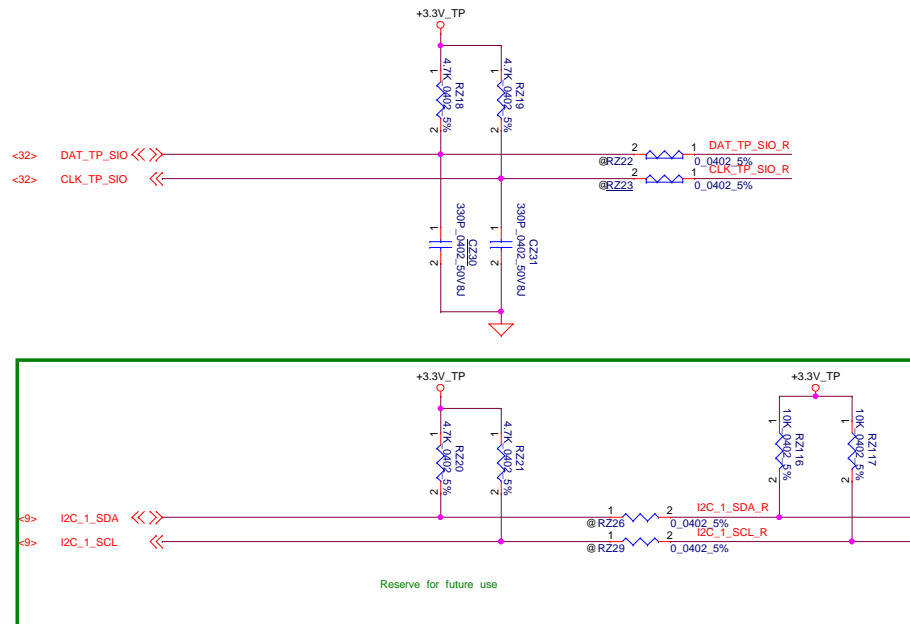 +3.3V_TP
1 1
4.7K_0402_5%
RZ18
4.7K_0402_5%
RZ19
2 2
<32> DAT_TP_SIO
2 1 DAT_TP_SIO_R
@RZ22 0_0402_5%
<32> CLK_TP_SIO
2 1 CLK_TP_SIO_R
@RZ23 0_0402_5%
1 1
330P_0402_50V8J
CZ30
330P_0402_50V8J
CZ31
2 2
+3.3V_TP
+3.3V_TP
1 1
4.7K_0402_5%
RZ20
4.7K_0402_5%
RZ21
2 2
1 1
10K_0402_5%
RZ116
10K_0402_5%
RZ117
2 2
<9> I2C_1_SDA
1 2 I2C_1_SDA_R
@RZ26 0_0402_5%
<9> I2C_1_SCL
1 2 I2C_1_SCL_R
@RZ29 0_0402_5%
Reserve for future use